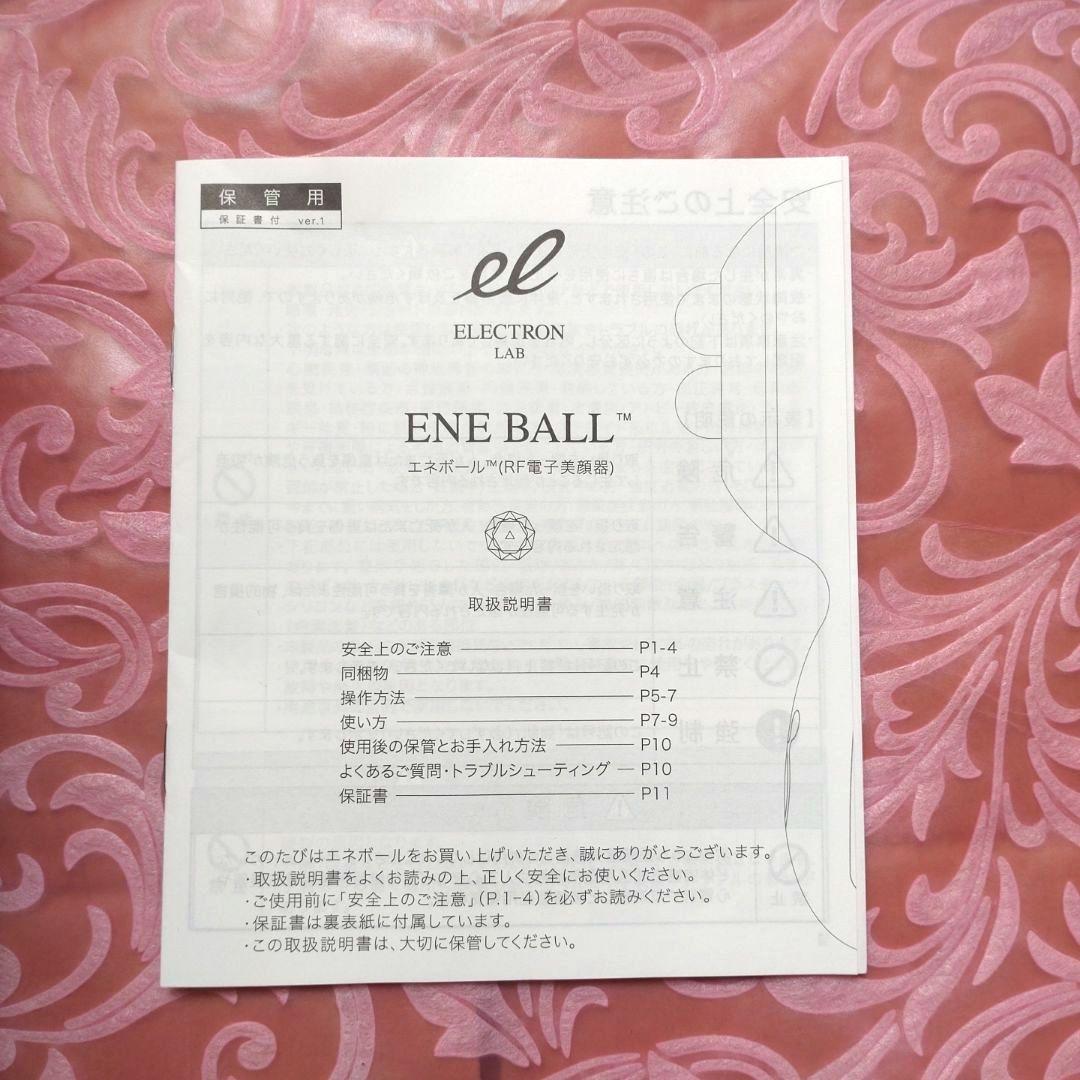 保管用
保証書付 ver.1
el
ELECTRON
LAB
ENE BALL™
エネボール™(RF電子美顔器)
取扱説明書
安全上のご注意 P1-4
同梱物 P4
操作方法 P5-7
使い方 P7-9
使用後の保管とお手入れ方法 P10
よくあるご質問・トラブルシューティング P10
保証書 P11
このたびはエネボールをお買い上げいただき、誠にありがとうございます。
・取扱説明書をよくお読みの上、正しく安全にお使いください。
・ご使用前に「安全上のご注意」(P.1-4)を必ずお読みください。
・保証書は裏表紙に付属しています。
・この取扱説明書は、大切に保管してください。